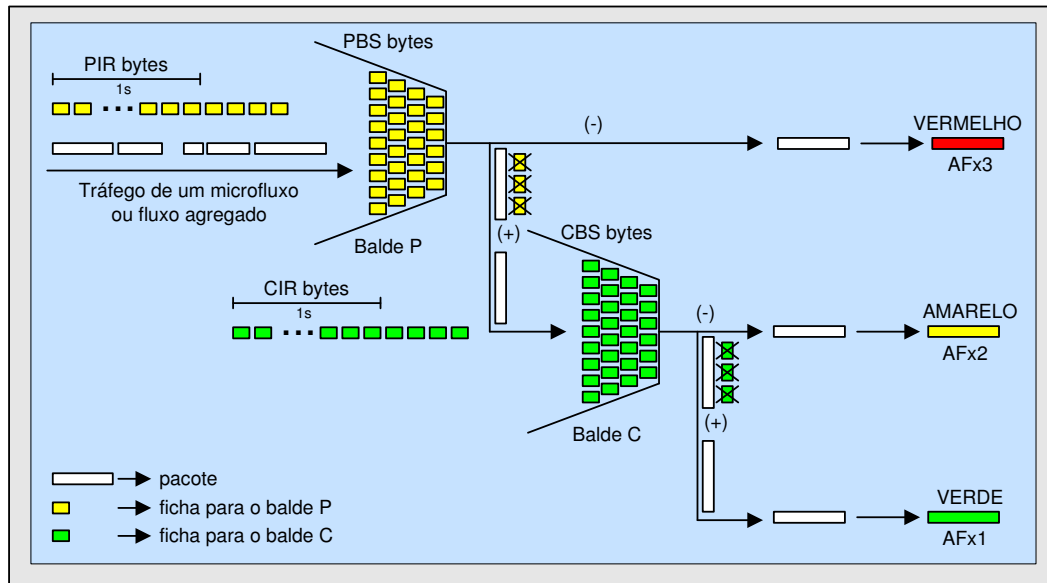 PBS bytes
PIR bytes
1s
(-)
VERMELHO
AFx3
Tráfego de um microfluxo
ou fluxo agregado
Balde P
(+)
CBS bytes
CIR bytes
1s
(-)
AMARELO
AFx2
Balde C
(+)
pacote
ficha para o balde P
ficha para o balde C
VERDE
AFx1